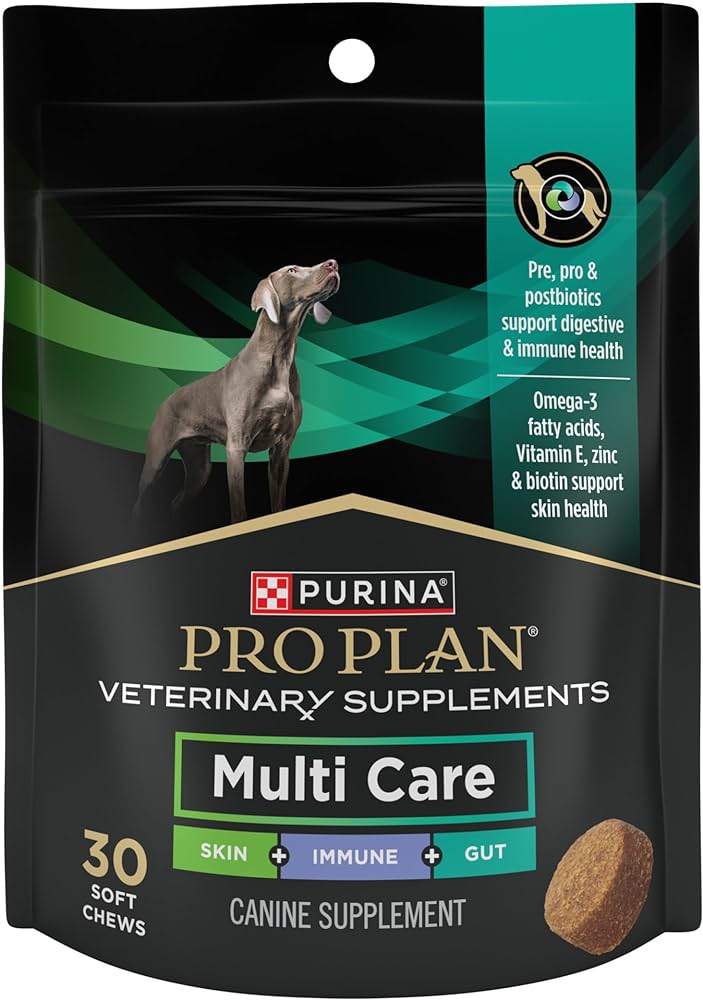 Pre, pro &
postbiotics
support digestive
& immune health
Omega-3
fatty acids,
Vitamin E, zinc
& biotin support
skin health
PURINA®
PRO PLAN®
VETERINARY SUPPLEMENTS
Multi Care
SKIN + IMMUNE + GUT
30
SOFT
CHEWS
CANINE SUPPLEMENT